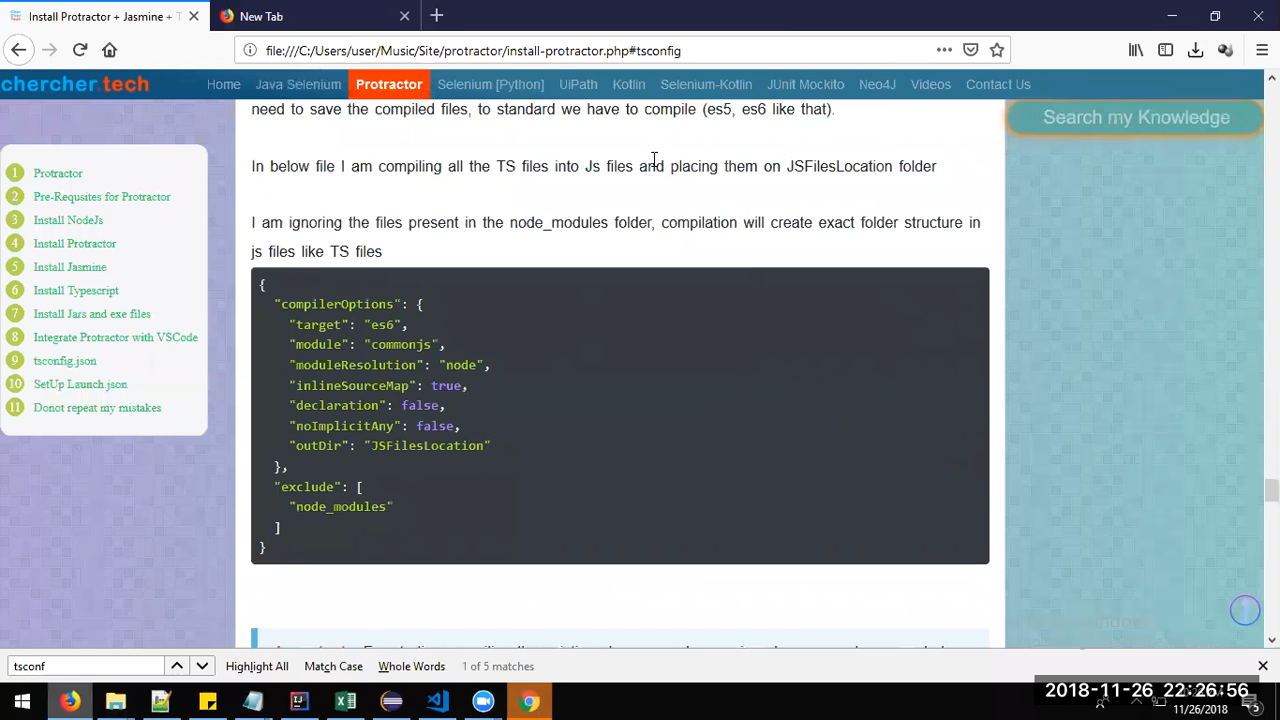 Install Protractor + Jasmine + T
New Tab
file:///C:/Users/user/Music/Site/protractor/install-protractor.php#tsconfig
chercher.tech
Home
Java Selenium
Protractor
Selenium [Python]
UiPath
Kotlin
Selenium-Kotlin
JUnit Mockito
Neo4J
Videos
Contact Us
need to save the compiled files, to standard we have to compile (es5, es6 like that).
Search my Knowledge
1 Protractor
2 Pre-Requsites for Protractor
3 Install NodeJs
4 Install Protractor
5 Install Jasmine
6 Install Typescript
7 Install Jars and exe files
8 Integrate Protractor with VSCode
9 tsconfig.json
10 SetUp Launch.json
11 Donot repeat my mistakes
In below file I am compiling all the TS files into Js files and placing them on JSFilesLocation folder
I am ignoring the files present in the node_modules folder, compilation will create exact folder structure in
js files like TS files
{
"compilerOptions": {
"target": "es6",
"module": "commonjs",
"moduleResolution": "node",
"inlineSourceMap": true,
"declaration": false,
"noImplicitAny": false,
"outDir": "JSFilesLocation"
},
"exclude": [
"node_modules"
]
}
tsconf
Highlight All
Match Case
Whole Words
1 of 5 matches
2018-11-26 22:26:56
11/26/2018
5